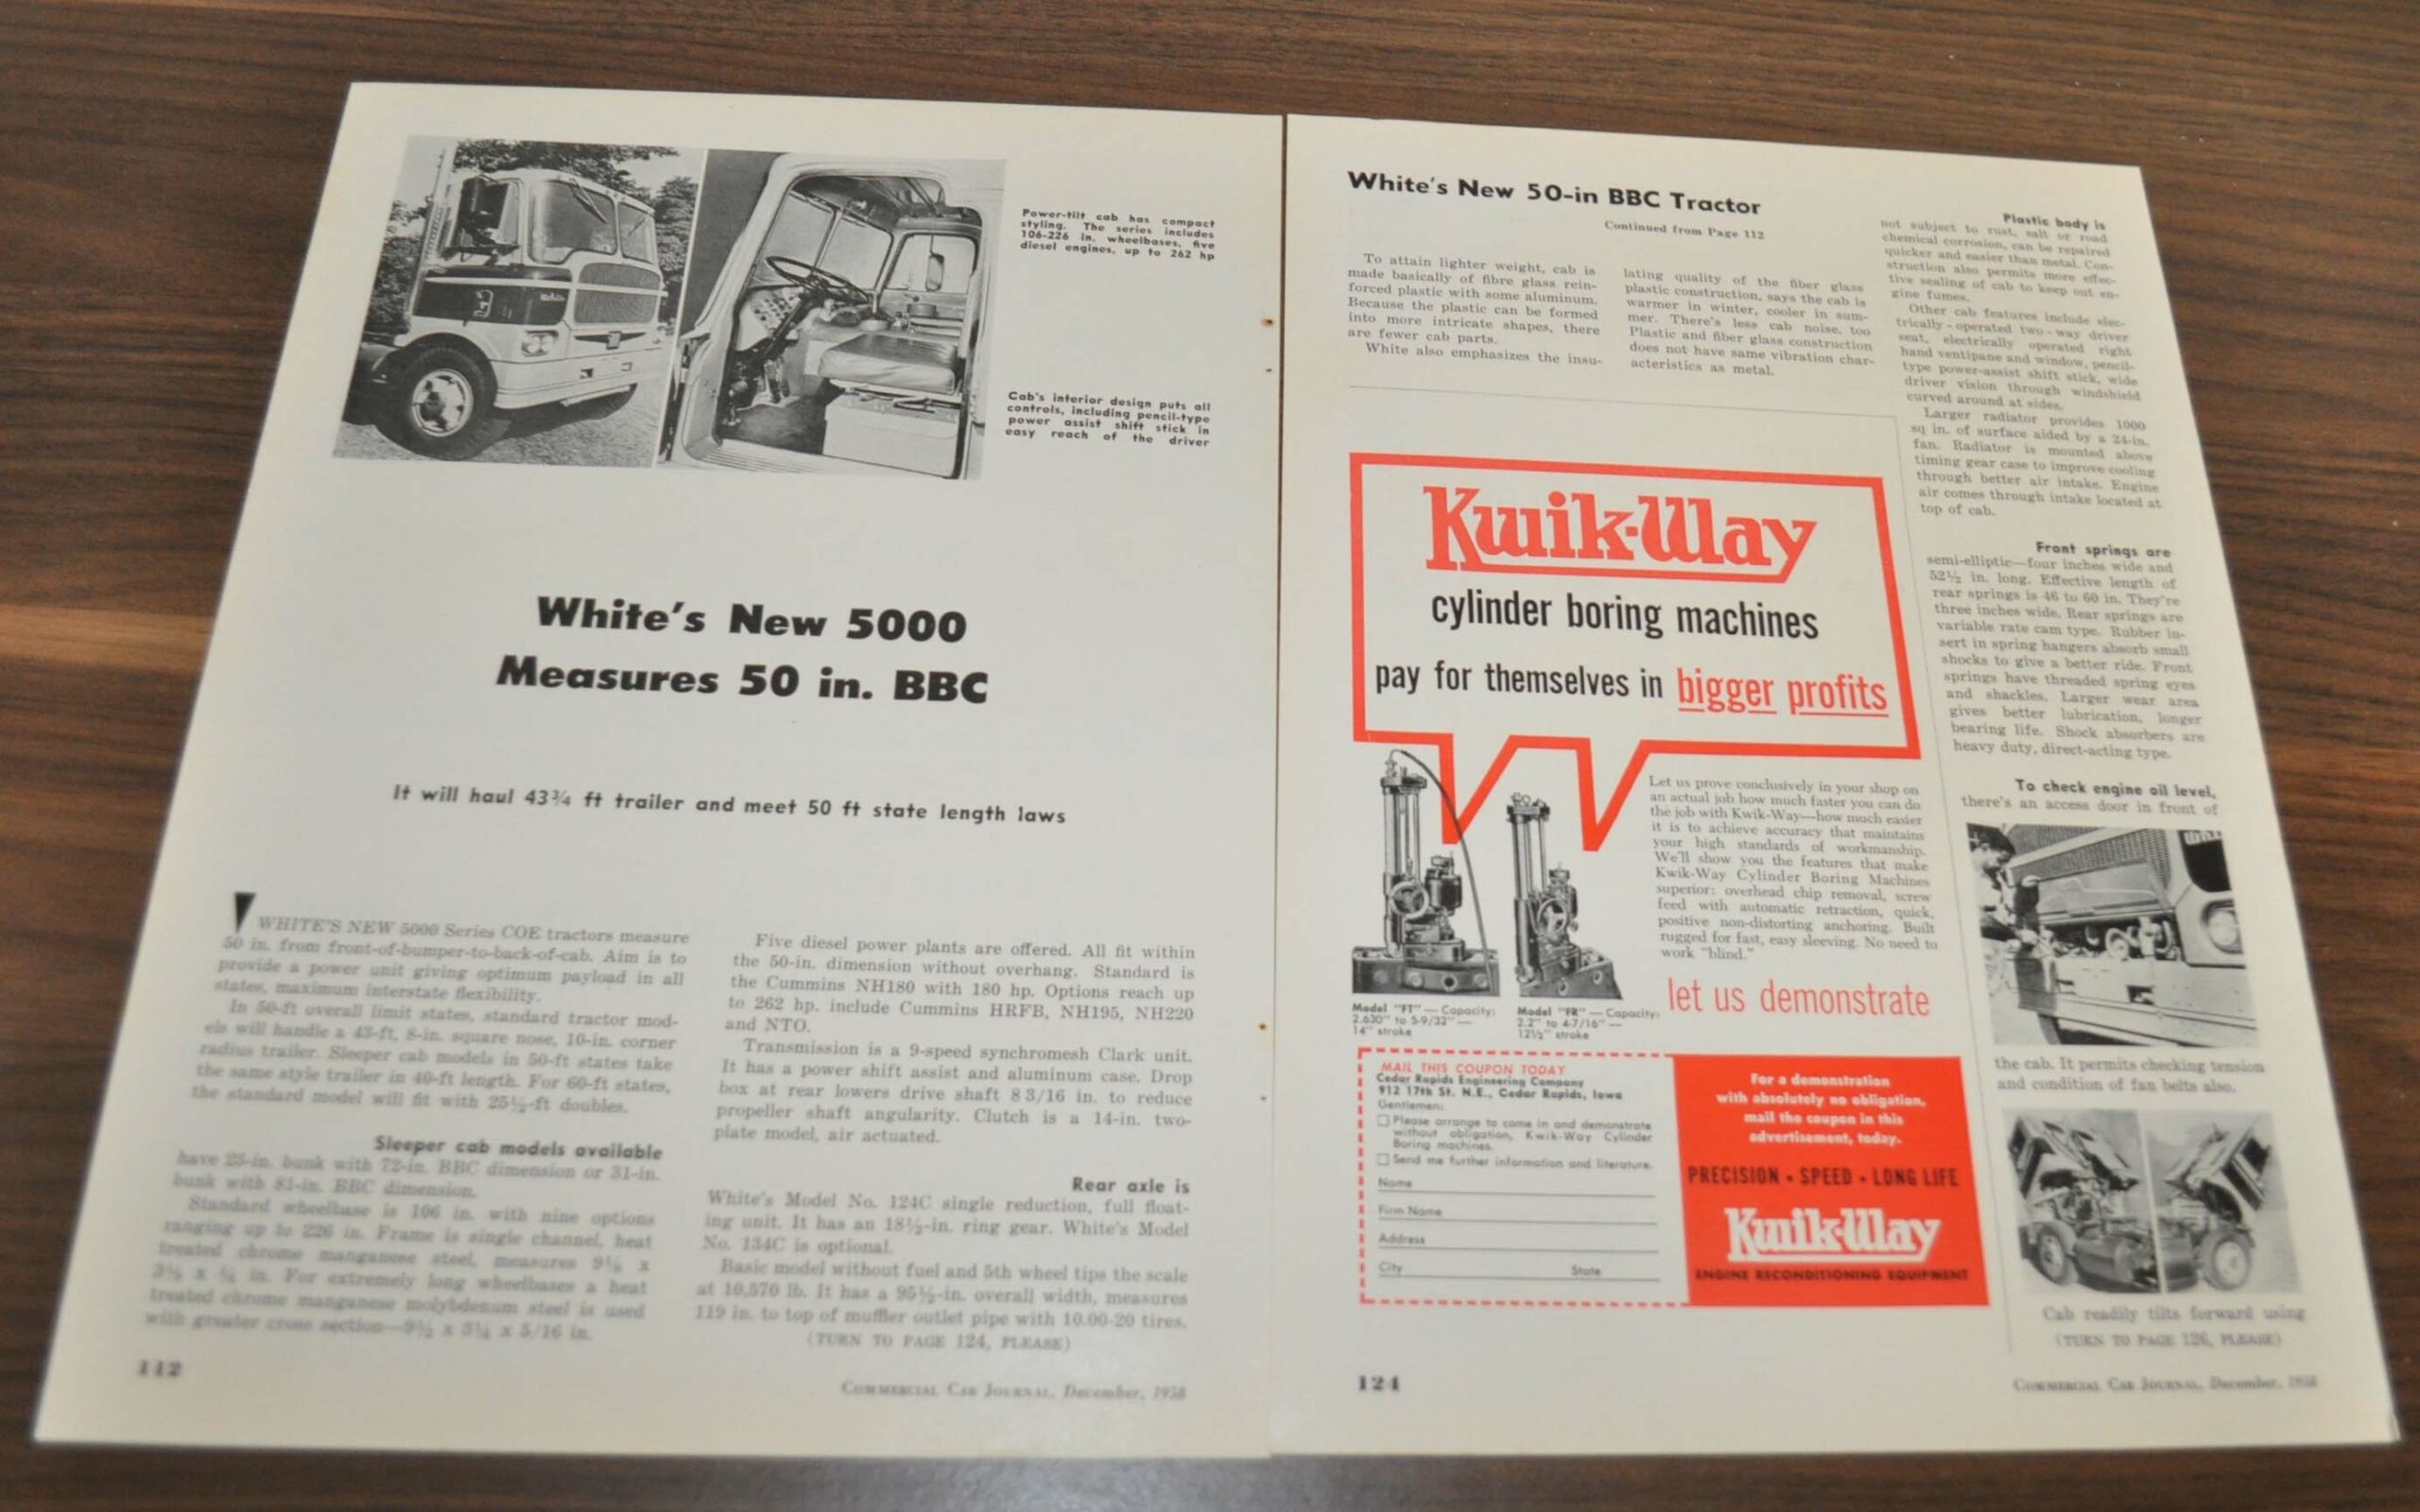 Power-tilt cab has compact
styling. The series includes
106-226 in. wheelbases, five
diesel engines, up to 262 hp
Cab's interior design puts all
controls, including pencil-type
power assist shift stick in
easy reach of the driver
White's New 5000
Measures 50 in. BBC
It will haul 43¾ ft trailer and meet 50 ft state length laws
WHITE'S NEW 5000 Series COE tractors measure
50 in. from front-of-bumper-to-back-of-cab. Aim is to
provide a power unit giving optimum payload in all
states, maximum interstate flexibility.
In 50-ft overall limit states, standard tractor mod-
els will handle a 43-ft, 8-in. square nose, 10-in. corner
radius trailer. Sleeper cab models in 50-ft states take
the same style trailer in 40-ft length. For 60-ft states,
the standard model will fit with 25½-ft doubles.
Sleeper cab models available
have 23-in. bunk with 72-in. BBC dimension or 31-in.
bunk with 81-in. BBC dimension.
Standard wheelbase is 106 in. with nine options
ranging up to 226 in. Frame is single channel, heat
treated chrome manganese steel, measures x
x in. For extremely long wheelbases a heat
treated chrome manganese molybdenum steel is used
with greater cross section—9½ x 3¼ x 5/16 in.
112
Five diesel power plants are offered. All fit within
the 50-in. dimension without overhang. Standard is
the Cummins NH180 with 180 hp. Options reach up
to 262 hp. include Cummins HRFB, NH195, NH220
and NTO.
Transmission is a 9-speed synchromesh Clark unit.
It has a power shift assist and aluminum case. Drop
box at rear lowers drive shaft 8 3/16 in. to reduce
propeller shaft angularity. Clutch is a 14-in. two-
plate model, air actuated.
Rear axle is
White's Model No. 124C single reduction, full float-
ing unit. It has an 18½-in. ring gear. White's Model
No. 134C is optional.
Basic model without fuel and 5th wheel tips the scale
at 10,570 lb. It has a 95½-in. overall width, measures
119 in. to top of muffler outlet pipe with 10.00-20 tires.
(TURN TO PAGE 124, PLEASE)
COMMERCIAL CAR JOURNAL, December, 1958
White's New 50-in BBC Tractor
Continued from Page 112
To attain lighter weight, cab is
made basically of fibre glass rein-
forced plastic with some aluminum.
Because the plastic can be formed
into more intricate shapes, there
are fewer cab parts.
White also emphasizes the insu-
lating quality of the fiber glass
plastic construction, says the cab is
warmer in winter, cooler in sum-
mer. There's less cab noise, too
Plastic and fiber glass construction
does not have same vibration char-
acteristics as metal.
Plastic body is
not subject to rust, salt or road
chemical corrosion, can be repaired
quicker and easier than metal. Con-
struction also permits more effec-
tive sealing of cab to keep out en-
gine fumes.
Other cab features include elec-
trically-operated two-way driver
seat, electrically operated right
hand ventipane and window, pencil-
type power-assist shift stick, wide
driver vision through windshield
curved around at sides.
Larger radiator provides 1000
sq in. of surface aided by a 24-in.
fan. Radiator is mounted above
timing gear case to improve cooling
through better air intake. Engine
air comes through intake located at
top of cab.
Front springs are
semi-elliptic—four inches wide and
52½ in. long. Effective length of
rear springs is 46 to 60 in. They're
three inches wide. Rear springs are
variable rate cam type. Rubber in-
sert in spring hangers absorb small
shocks to give a better ride. Front
springs have threaded spring eyes
and shackles. Larger wear area
gives better lubrication, longer
bearing life. Shock absorbers are
heavy duty, direct-acting type.
To check engine oil level,
there's an access door in front of
the cab. It permits checking tension
and condition of fan belts also.
Cab readily tilts forward using
(TURN TO PAGE 126, PLEASE)
Kwik-Way
cylinder boring machines
pay for themselves in bigger profits
Let us prove conclusively in your shop on
an actual job how much faster you can do
the job with Kwik-Way—how much easier
it is to achieve accuracy that maintains
your high standards of workmanship.
We'll show you the features that make
Kwik-Way Cylinder Boring Machines
superior: overhead chip removal, screw
feed with automatic retraction, quick,
positive non-distorting anchoring. Built
rugged for fast, easy sleeving. No need to
work "blind."
let us demonstrate
Model "FT" — Capacity:
2.630" to 5-9/32" —
14" stroke
Model "FR" — Capacity:
2.2" to 4-7/16" —
12½" stroke
MAIL THIS COUPON TODAY
Cedar Rapids Engineering Company
912 17th St. N.E., Cedar Rapids, Iowa
Gentlemen:
Please arrange to come in and demonstrate
without obligation, Kwik-Way Cylinder
Boring machines.
Send me further information and literature.
Name
Firm Name
Address
City State
For a demonstration
with absolutely no obligation,
mail the coupon in this
advertisement, today.
PRECISION • SPEED • LONG LIFE
Kwik-Way
ENGINE RECONDITIONING EQUIPMENT
124
COMMERCIAL CAR JOURNAL, December, 1958